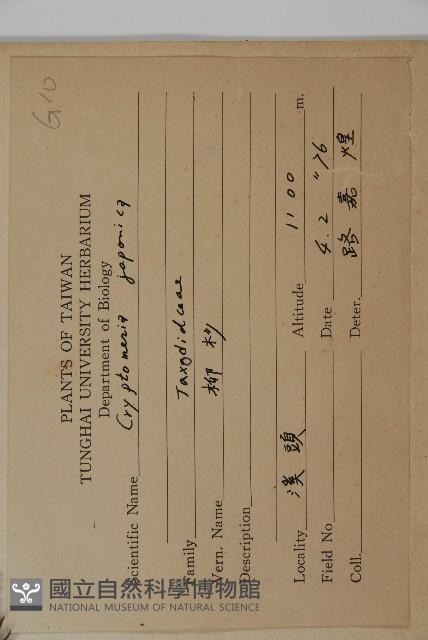 G10
PLANTS OF TAIWAN
TUNGHAI UNIVERSITY HERBARIUM
Department of Biology
Scientific Name Cryptomeria japonica
Family Taxodidceae
Vern. Name 柳杉
Description
Locality 溪頭 Altitude 1100 m.
Field No Date 4.2 "76
Coll. Deter. 路嘉煌
國立自然科學博物館
NATIONAL MUSEUM OF NATURAL SCIENCE